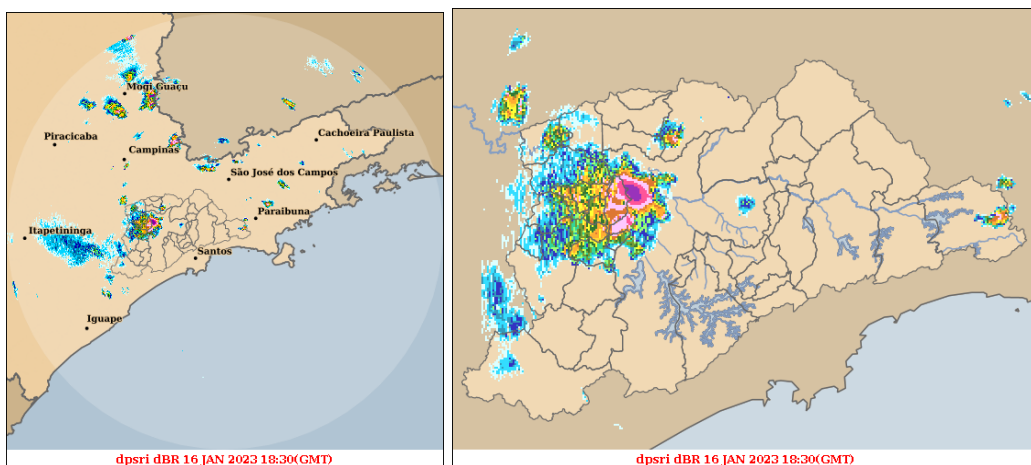 Mogi Guaçu
Piracicaba
Cachoeira Paulista
Campinas
São José dos Campos
Paraibuna
Itapetininga
Santos
Iguape
dpsri dBR 16 JAN 2023 18:30(GMT)
dpsri dBR 16 JAN 2023 18:30(GMT)